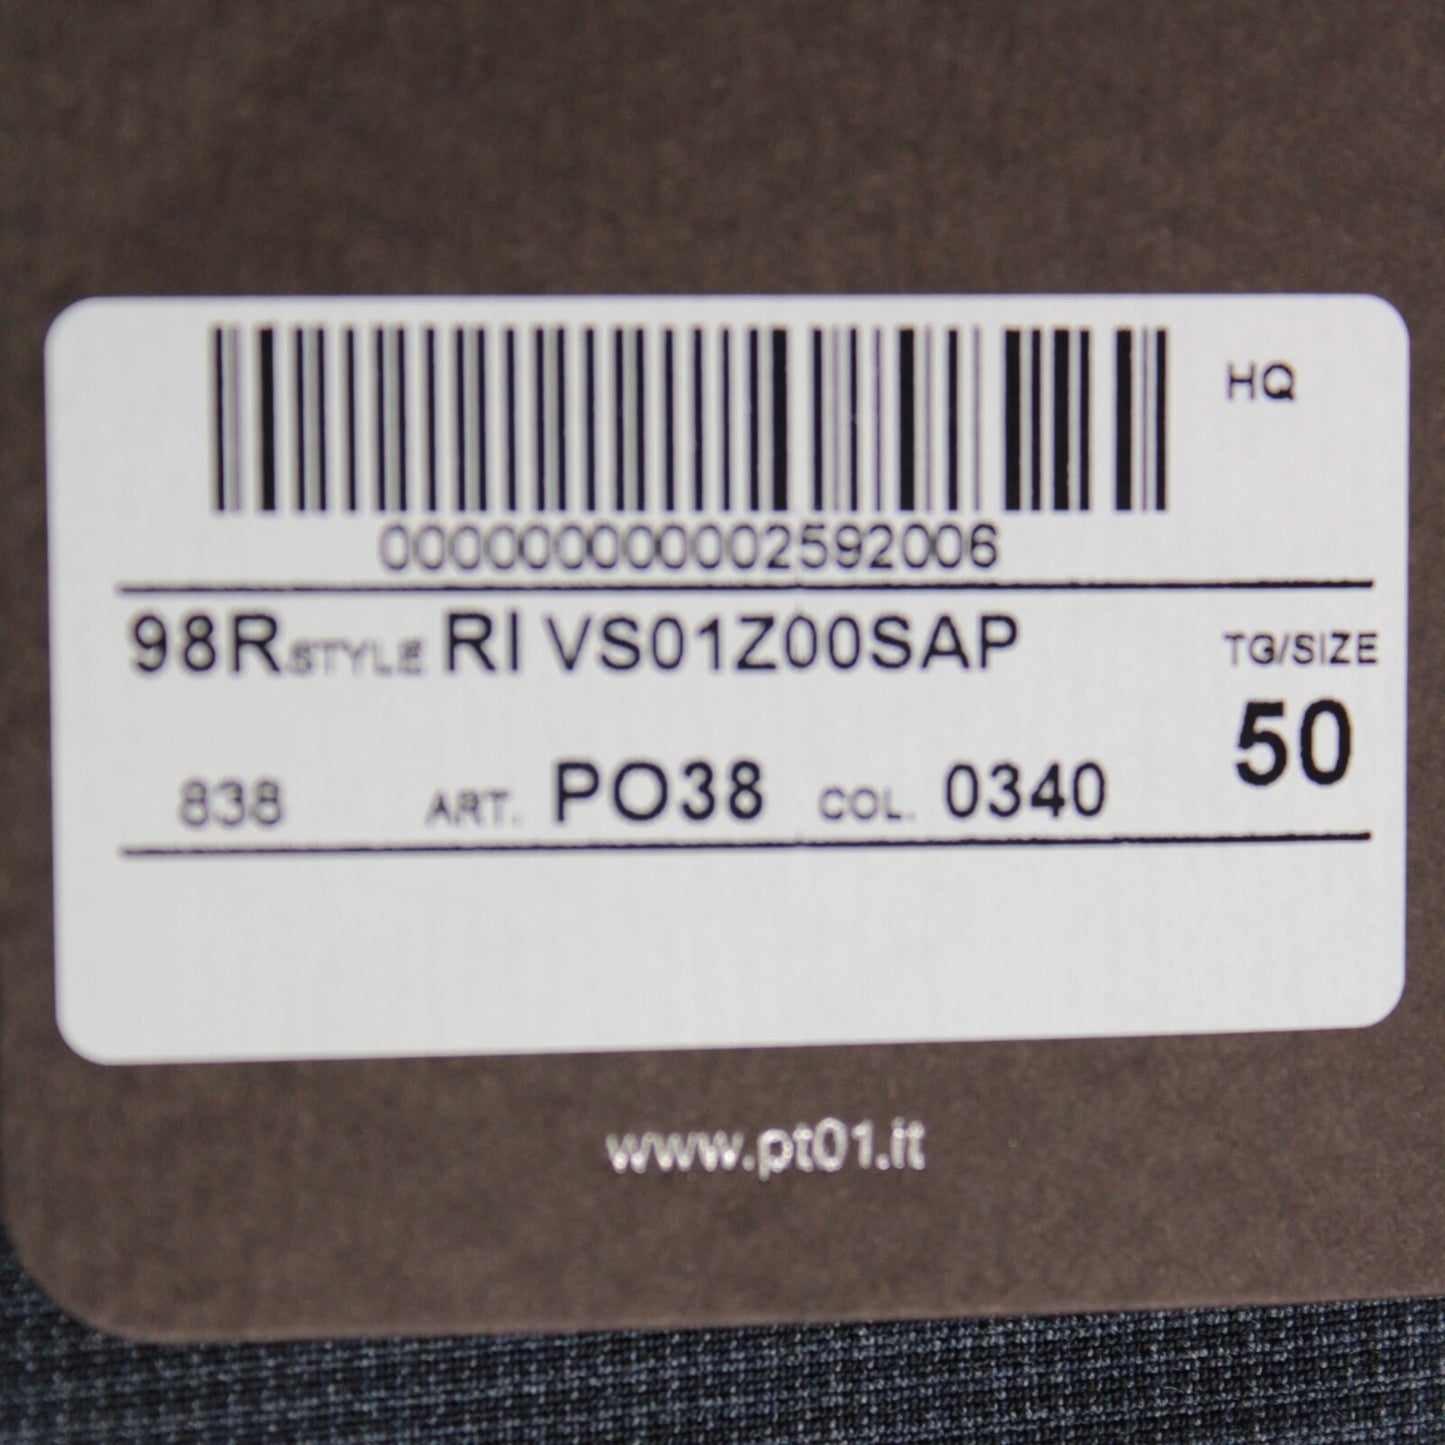 HQ
0000000000002592006
98R STYLE RI VS01Z00SAP TG/SIZE
50
838 ART. PO38 COL. 0340
www.pt01.it